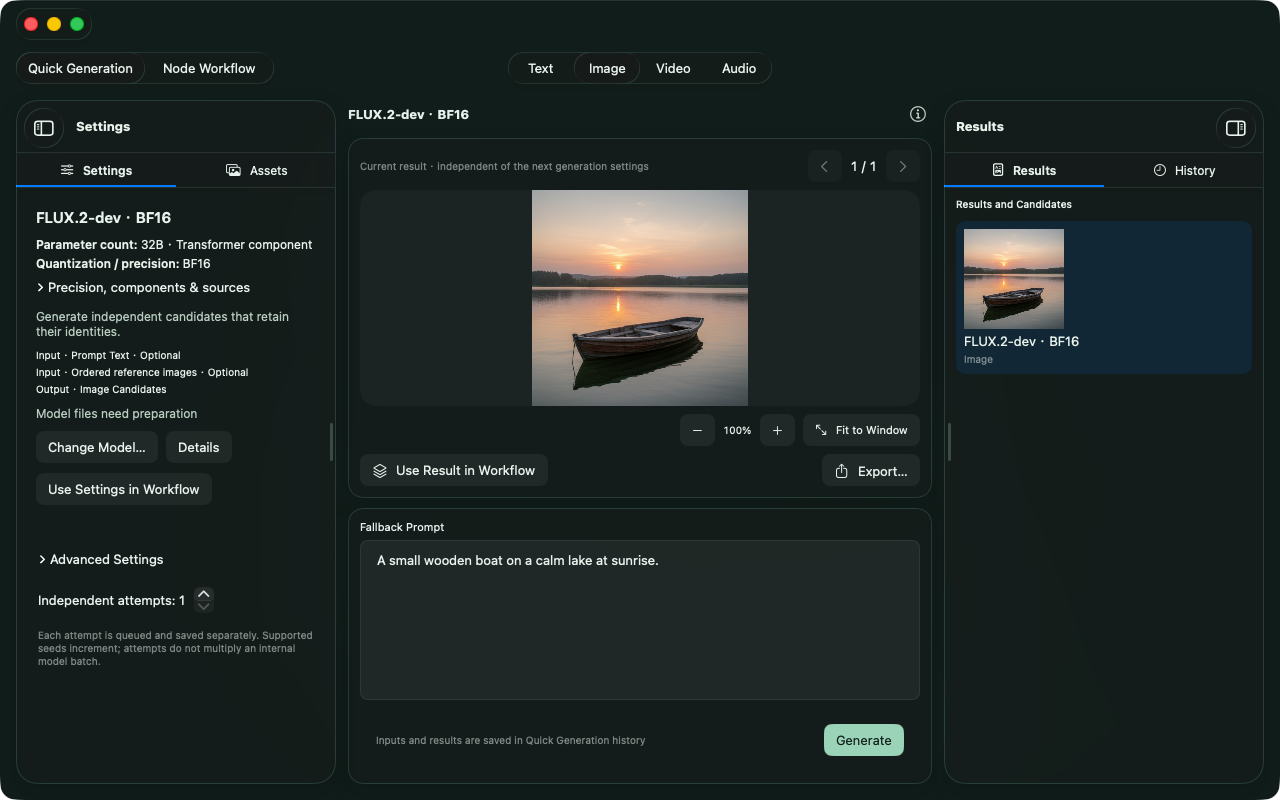 Quick Generation
Node Workflow
Text
Image
Video
Audio
Settings
Settings
Assets
FLUX.2-dev · BF16
Parameter count: 32B · Transformer component
Quantization / precision: BF16
Precision, components & sources
Generate independent candidates that retain
their identities.
Input · Prompt Text · Optional
Input · Ordered reference images · Optional
Output · Image Candidates
Model files need preparation
Change Model...
Details
Use Settings in Workflow
Advanced Settings
Independent attempts: 1
Each attempt is queued and saved separately. Supported
seeds increment; attempts do not multiply an internal
model batch.
FLUX.2-dev · BF16
Current result · independent of the next generation settings
1 / 1
100%
Fit to Window
Use Result in Workflow
Export...
Fallback Prompt
A small wooden boat on a calm lake at sunrise.
Inputs and results are saved in Quick Generation history
Generate
Results
Results
History
Results and Candidates
FLUX.2-dev · BF16
Image